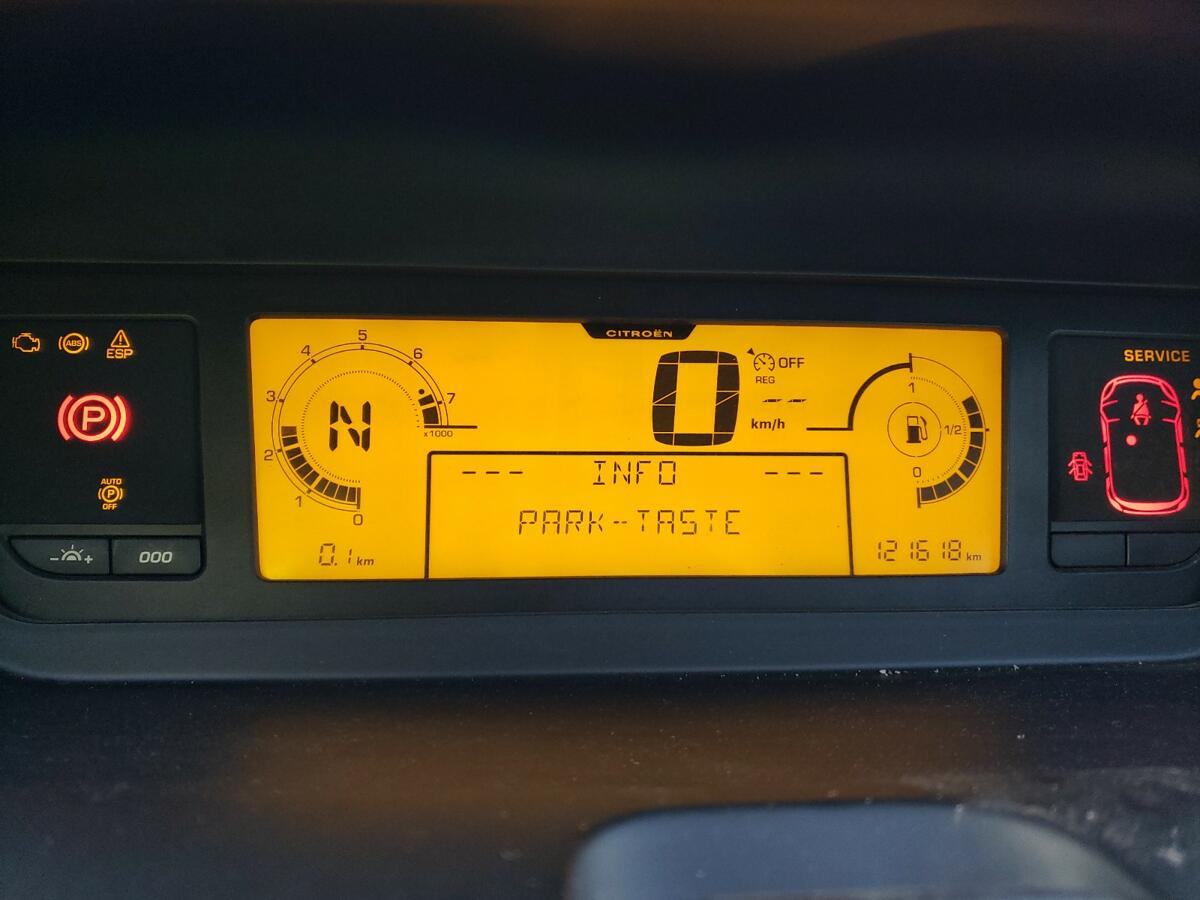 CITROËN
ABS
ESP
P
AUTO
P
OFF
OOO
0
1
2
3
4
5
6
7
x1000
N
0.1 km
0
km/h
OFF
REG
--
--- INFO ---
PARK--TASTE
1
1/2
0
121618 km
SERVICE